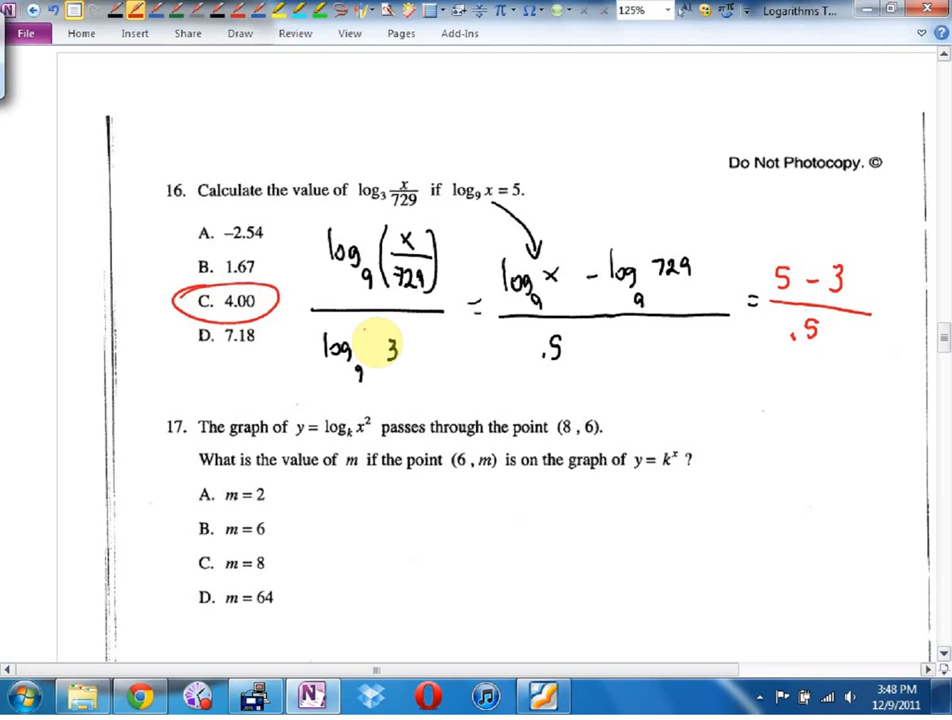 125% Logarithms T...
File Home Insert Share Draw Review View Pages Add-Ins
Do Not Photocopy. ©
16. Calculate the value of log₃ x/729 if log₉ x = 5.
A. –2.54
B. 1.67
C. 4.00
D. 7.18
log₉ (x/729) / log₉ 3 = (log₉ x - log₉ 729) / .5 = (5 - 3) / .5
17. The graph of y = logₖ x² passes through the point (8 , 6).
What is the value of m if the point (6 , m) is on the graph of y = kˣ ?
A. m = 2
B. m = 6
C. m = 8
D. m = 64
3:48 PM
12/9/2011